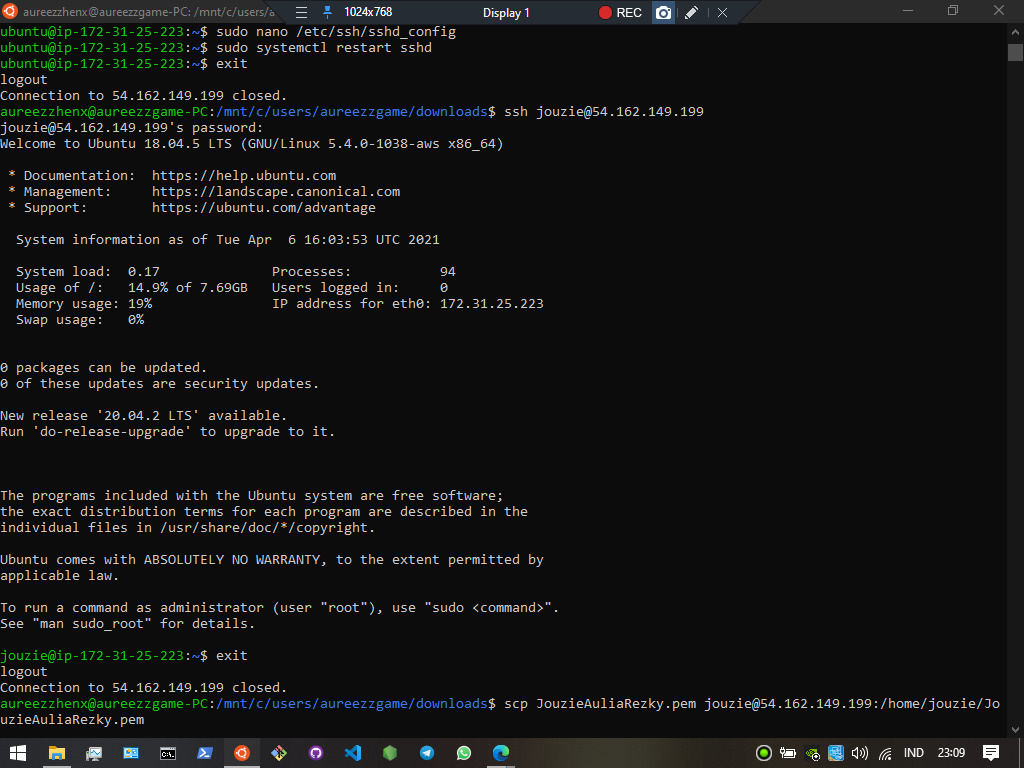 aureezzhenx@aureezzgame-PC: /mnt/c/users/a
1024x768
Display 1
REC
ubuntu@ip-172-31-25-223:~$ sudo nano /etc/ssh/sshd_config
ubuntu@ip-172-31-25-223:~$ sudo systemctl restart sshd
ubuntu@ip-172-31-25-223:~$ exit
logout
Connection to 54.162.149.199 closed.
aureezzhenx@aureezzgame-PC:/mnt/c/users/aureezzgame/downloads$ ssh jouzie@54.162.149.199
jouzie@54.162.149.199's password:
Welcome to Ubuntu 18.04.5 LTS (GNU/Linux 5.4.0-1038-aws x86_64)
* Documentation:  https://help.ubuntu.com
* Management:     https://landscape.canonical.com
* Support:        https://ubuntu.com/advantage
System information as of Tue Apr  6 16:03:53 UTC 2021
System load:  0.17              Processes:           94
Usage of /:   14.9% of 7.69GB   Users logged in:     0
Memory usage: 19%               IP address for eth0: 172.31.25.223
Swap usage:   0%
0 packages can be updated.
0 of these updates are security updates.
New release '20.04.2 LTS' available.
Run 'do-release-upgrade' to upgrade to it.
The programs included with the Ubuntu system are free software;
the exact distribution terms for each program are described in the
individual files in /usr/share/doc/*/copyright.
Ubuntu comes with ABSOLUTELY NO WARRANTY, to the extent permitted by
applicable law.
To run a command as administrator (user "root"), use "sudo <command>".
See "man sudo_root" for details.
jouzie@ip-172-31-25-223:~$ exit
logout
Connection to 54.162.149.199 closed.
aureezzhenx@aureezzgame-PC:/mnt/c/users/aureezzgame/downloads$ scp JouzieAuliaRezky.pem jouzie@54.162.149.199:/home/jouzie/Jo
uzieAuliaRezky.pem
IND
23:09